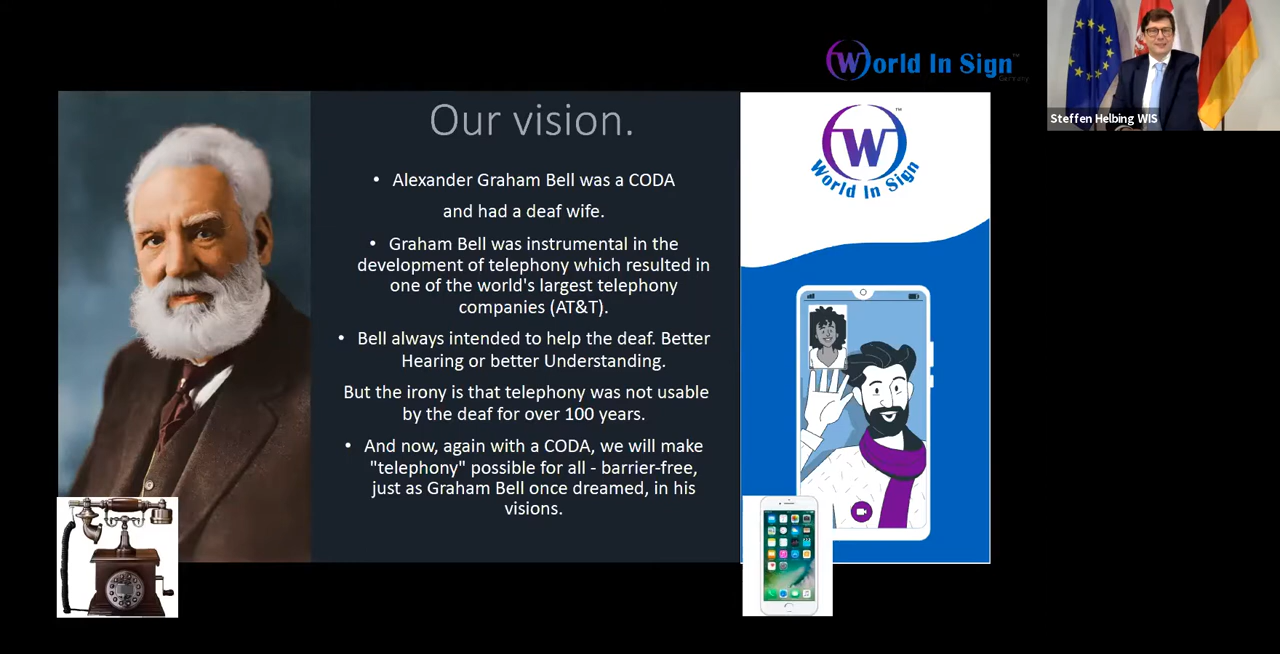 World In Sign™
Germany
Steffen Helbing WIS
Our vision.
• Alexander Graham Bell was a CODA
and had a deaf wife.
• Graham Bell was instrumental in the
development of telephony which resulted in
one of the world's largest telephony
companies (AT&T).
• Bell always intended to help the deaf. Better
Hearing or better Understanding.
But the irony is that telephony was not usable
by the deaf for over 100 years.
• And now, again with a CODA, we will make
"telephony" possible for all - barrier-free,
just as Graham Bell once dreamed, in his
visions.
W™
World In Sign